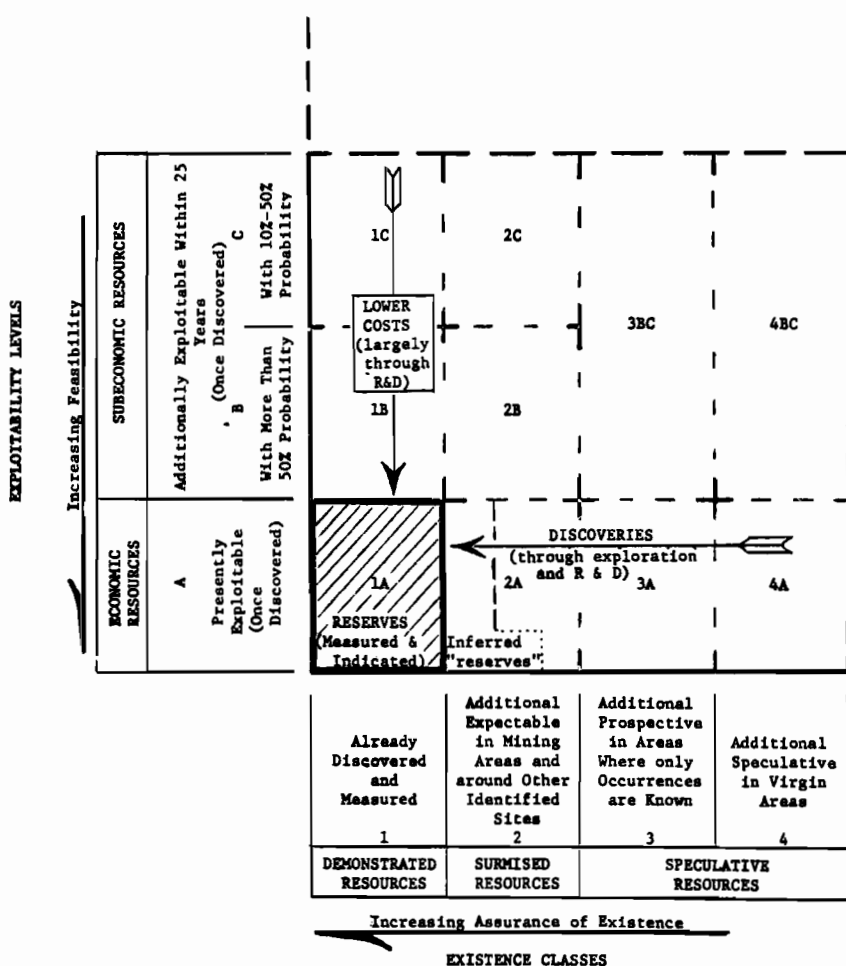 EXPLOITABILITY LEVELS
Increasing Feasibility
SUBECONOMIC RESOURCES
Additionally Exploitable Within 25
Years
(Once Discovered)
B
C
With More Than
50% Probability
With 10%-50%
Probability
ECONOMIC
RESOURCES
A
Presently
Exploitable
(Once
Discovered)
1C
2C
LOWER
COSTS
(largely
through
R&D)
3BC
4BC
1B
2B
DISCOVERIES
(through exploration
and R & D)
1A
2A
3A
4A
RESERVES
(Measured &
Indicated)
Inferred
"reserves"
Already
Discovered
and
Measured
1
Additional
Expectable
in Mining
Areas and
around Other
Identified
Sites
2
Additional
Prospective
in Areas
Where only
Occurrences
are Known
3
Additional
Speculative
in Virgin
Areas
4
DEMONSTRATED
RESOURCES
SURMISED
RESOURCES
SPECULATIVE
RESOURCES
Increasing Assurance of Existence
EXISTENCE CLASSES